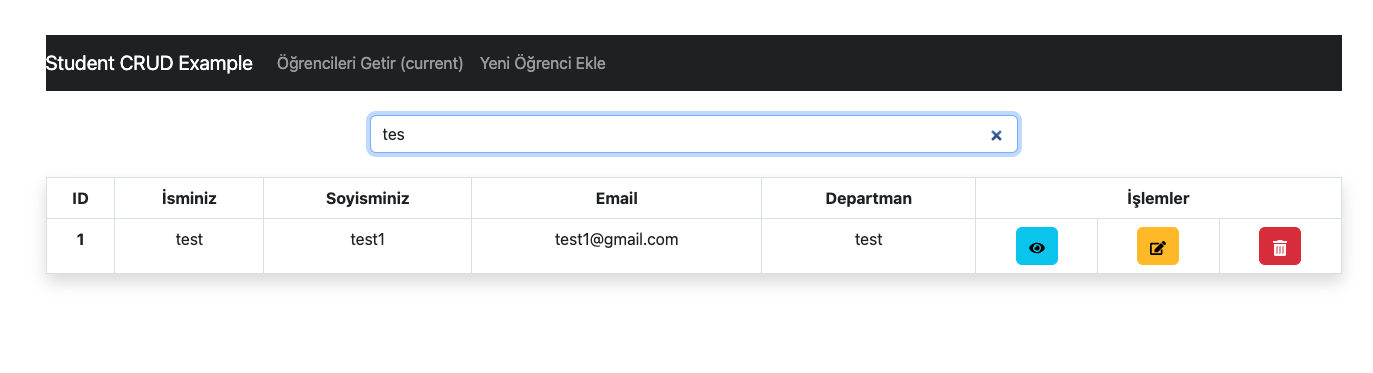 Student CRUD Example Öğrencileri Getir (current) Yeni Öğrenci Ekle
tes
ID İsminiz Soyisminiz Email Departman İşlemler
1 test test1 test1@gmail.com test